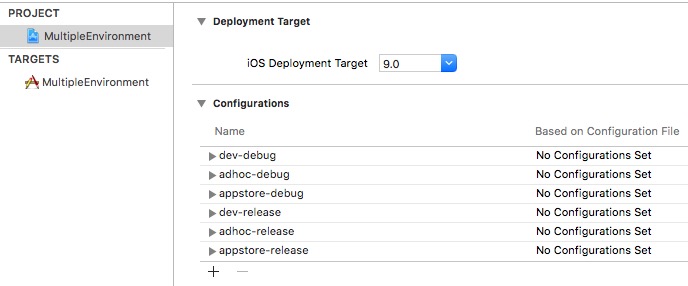 PROJECT
MultipleEnvironment
TARGETS
MultipleEnvironment
Deployment Target
iOS Deployment Target 9.0
Configurations
Name Based on Configuration File
dev-debug No Configurations Set
adhoc-debug No Configurations Set
appstore-debug No Configurations Set
dev-release No Configurations Set
adhoc-release No Configurations Set
appstore-release No Configurations Set